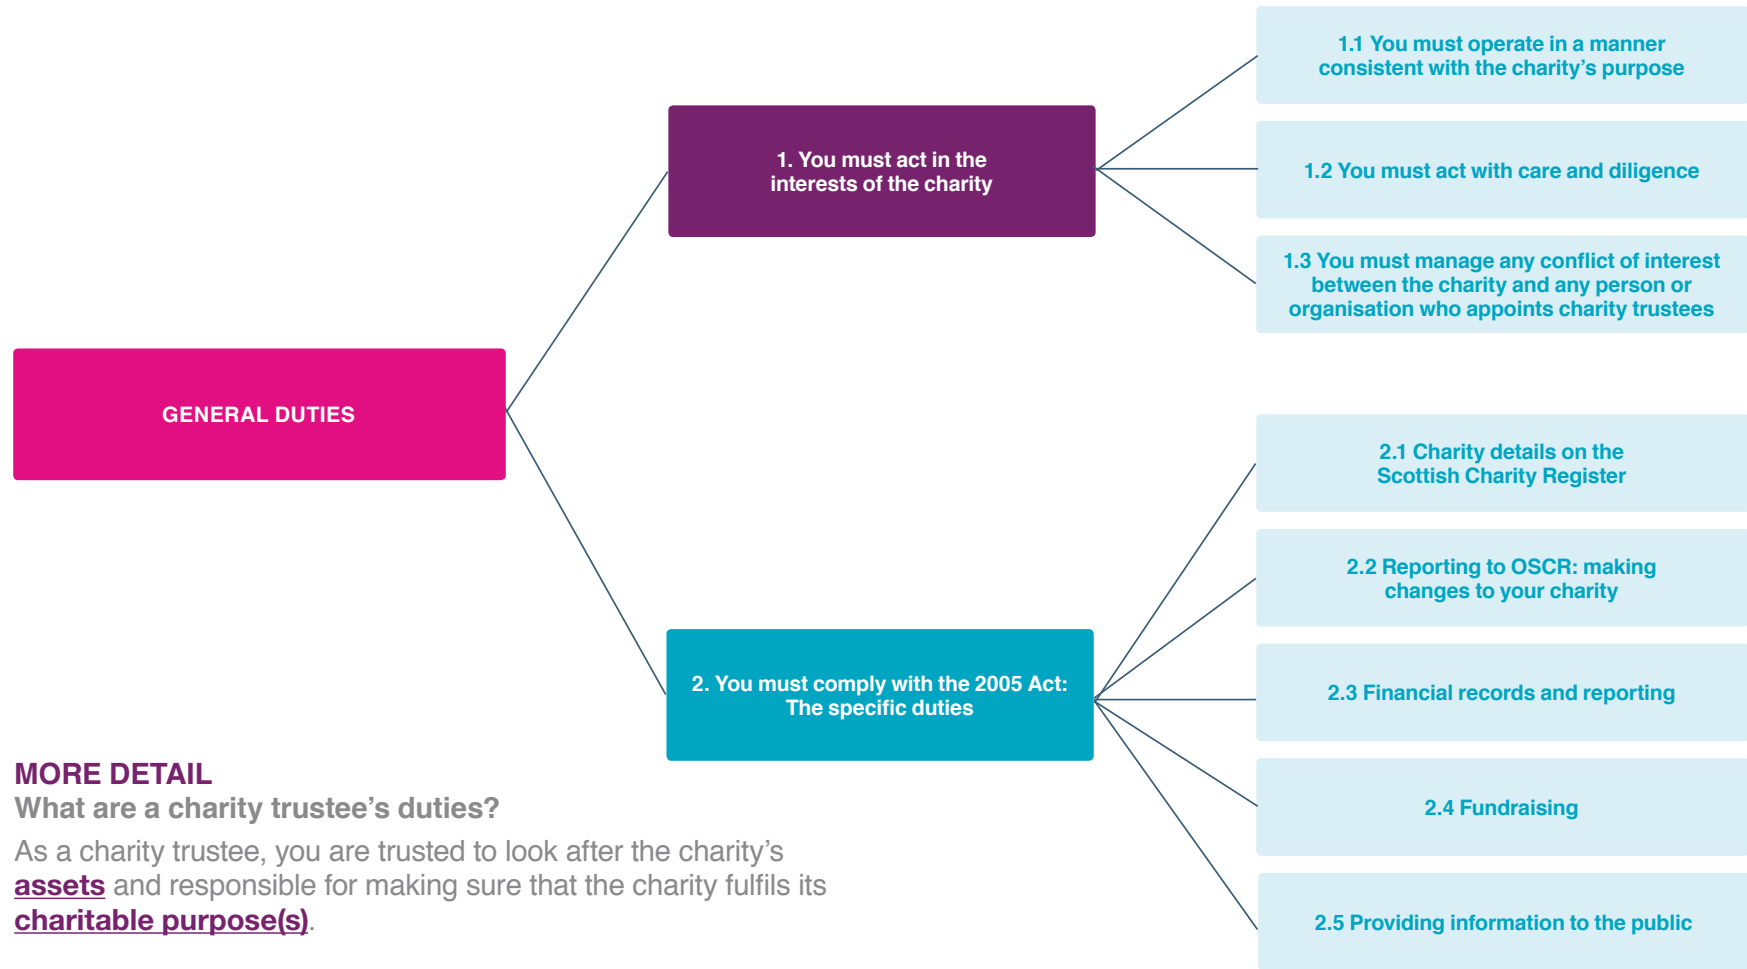 GENERAL DUTIES
1. You must act in the
interests of the charity
1.1 You must operate in a manner
consistent with the charity’s purpose
1.2 You must act with care and diligence
1.3 You must manage any conflict of interest
between the charity and any person or
organisation who appoints charity trustees
2. You must comply with the 2005 Act:
The specific duties
2.1 Charity details on the
Scottish Charity Register
2.2 Reporting to OSCR: making
changes to your charity
2.3 Financial records and reporting
2.4 Fundraising
2.5 Providing information to the public
MORE DETAIL
What are a charity trustee’s duties?
As a charity trustee, you are trusted to look after the charity’s
assets and responsible for making sure that the charity fulfils its
charitable purpose(s).